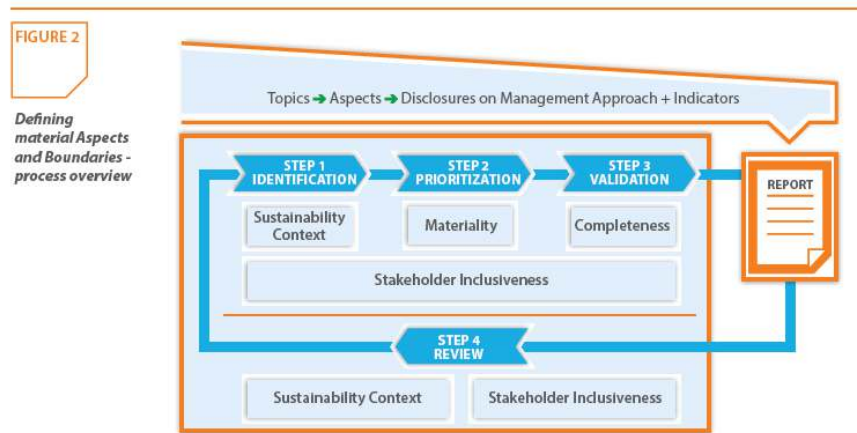 FIGURE 2
Defining
material Aspects
and Boundaries -
process overview
Topics ➔ Aspects ➔ Disclosures on Management Approach + Indicators
STEP 1
IDENTIFICATION
STEP 2
PRIORITIZATION
STEP 3
VALIDATION
REPORT
Sustainability
Context
Materiality
Completeness
Stakeholder Inclusiveness
STEP 4
REVIEW
Sustainability Context
Stakeholder Inclusiveness